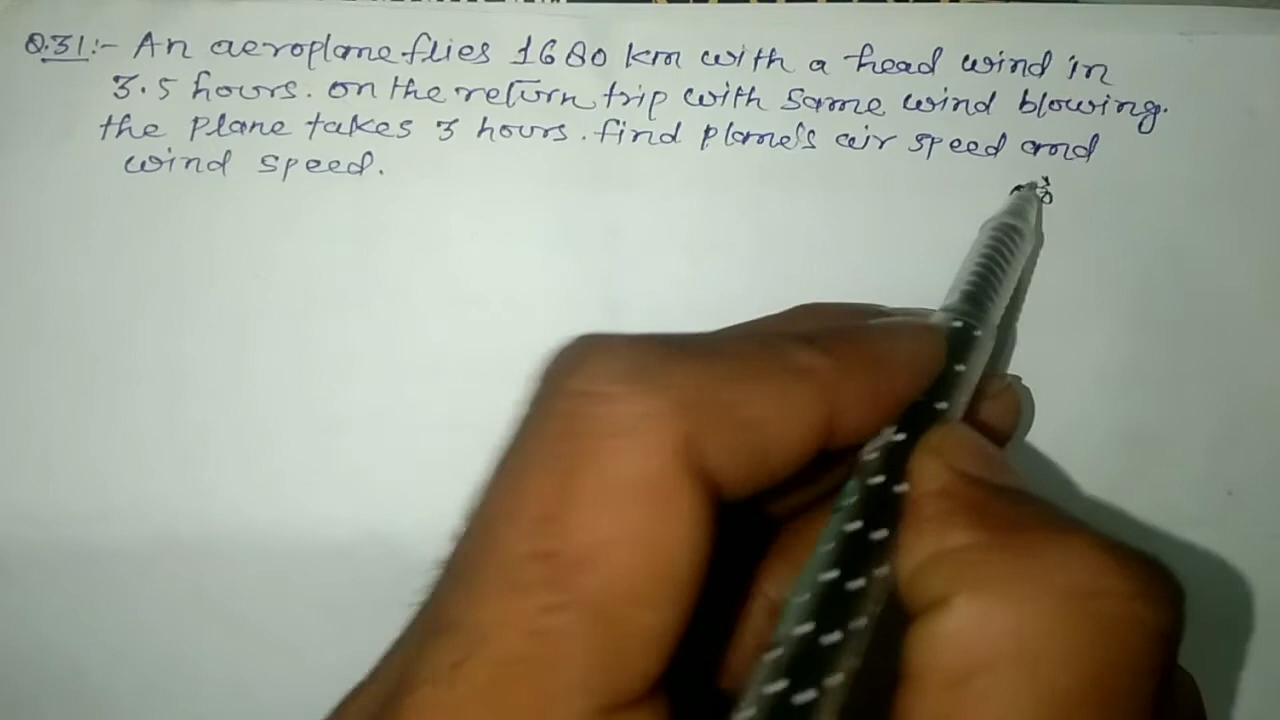 Q.31:- An aeroplane flies 1680 km with a head wind in
3.5 hours. on the return trip with same wind blowing.
the plane takes 3 hours. find plane's air speed and
wind speed.